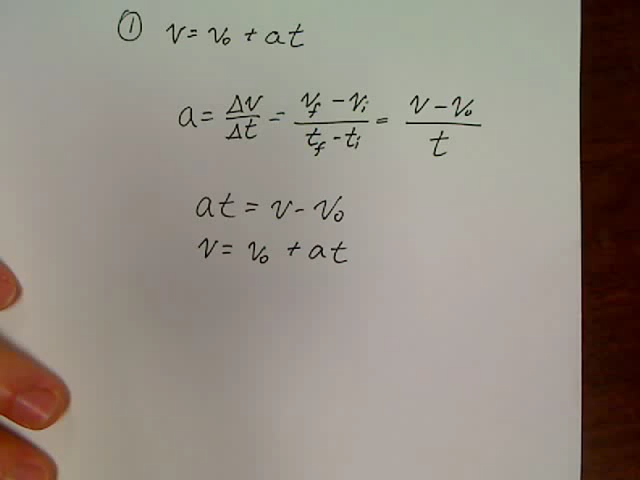 ① v = v₀ + at
a = Δv/Δt = (v_f - v_i)/(t_f - t_i) = (v - v₀)/t
at = v - v₀
v = v₀ + at